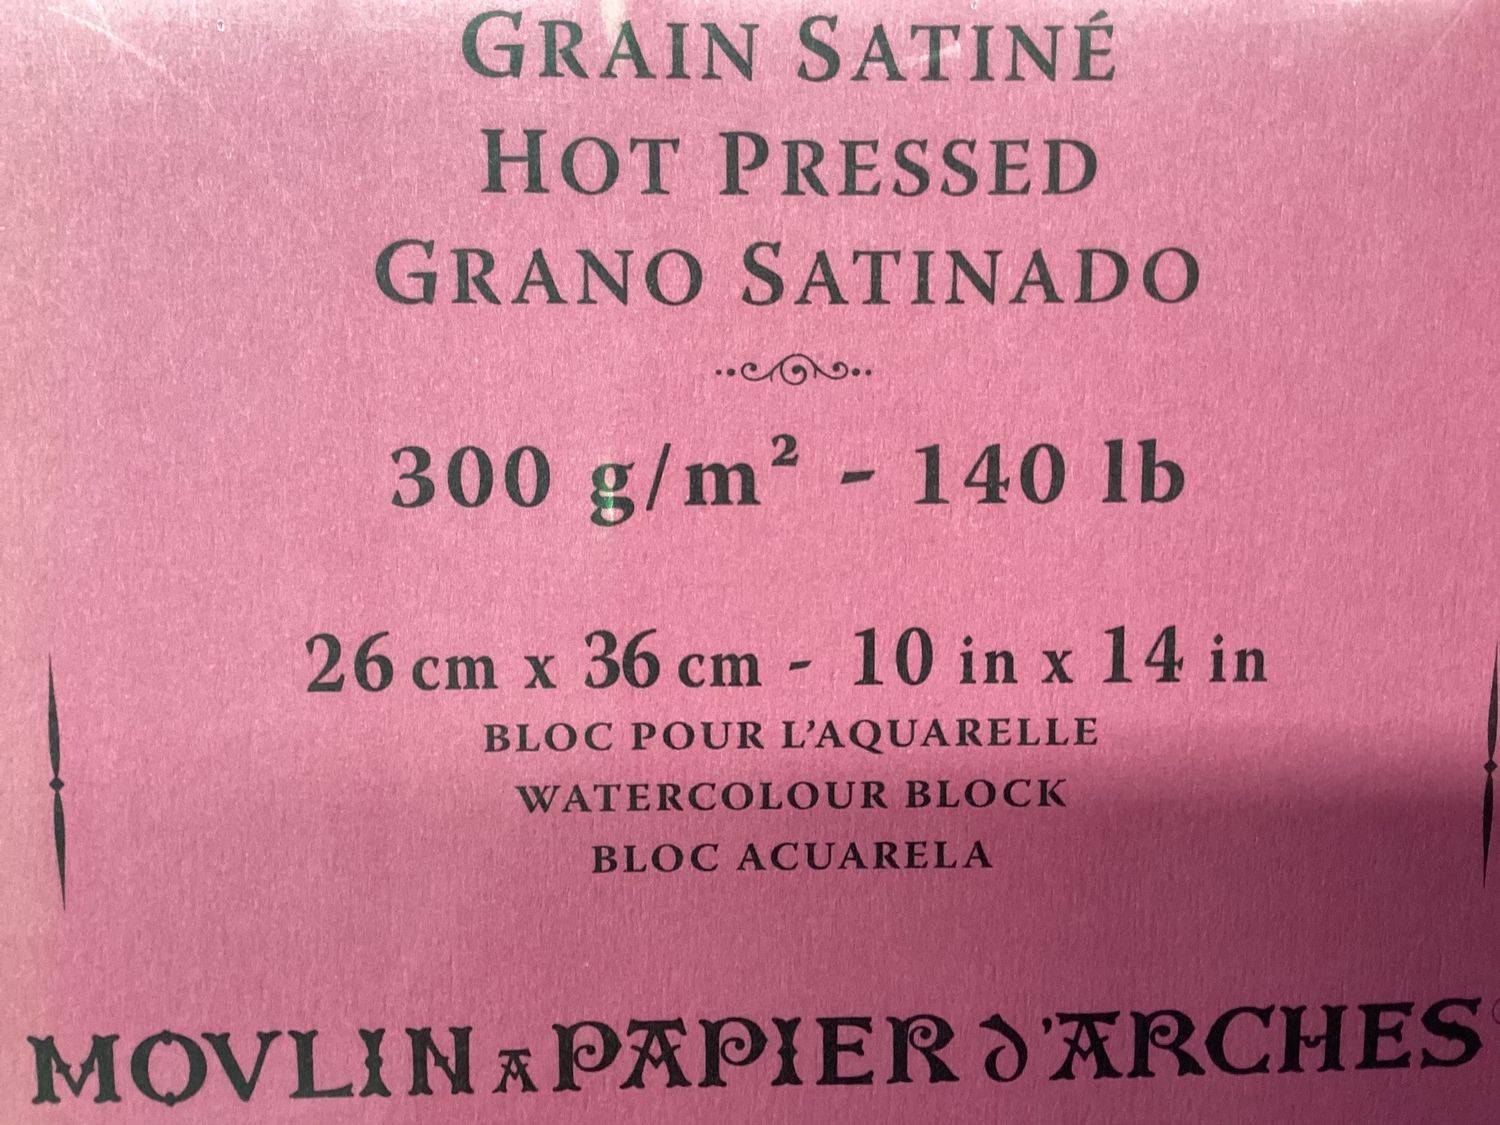 GRAIN SATINÉ
HOT PRESSED
GRANO SATINADO
300 g/m² - 140 lb
26 cm x 36 cm - 10 in x 14 in
BLOC POUR L'AQUARELLE
WATERCOLOUR BLOCK
BLOC ACUARELA
MOVLIN A PAPIER D'ARCHES